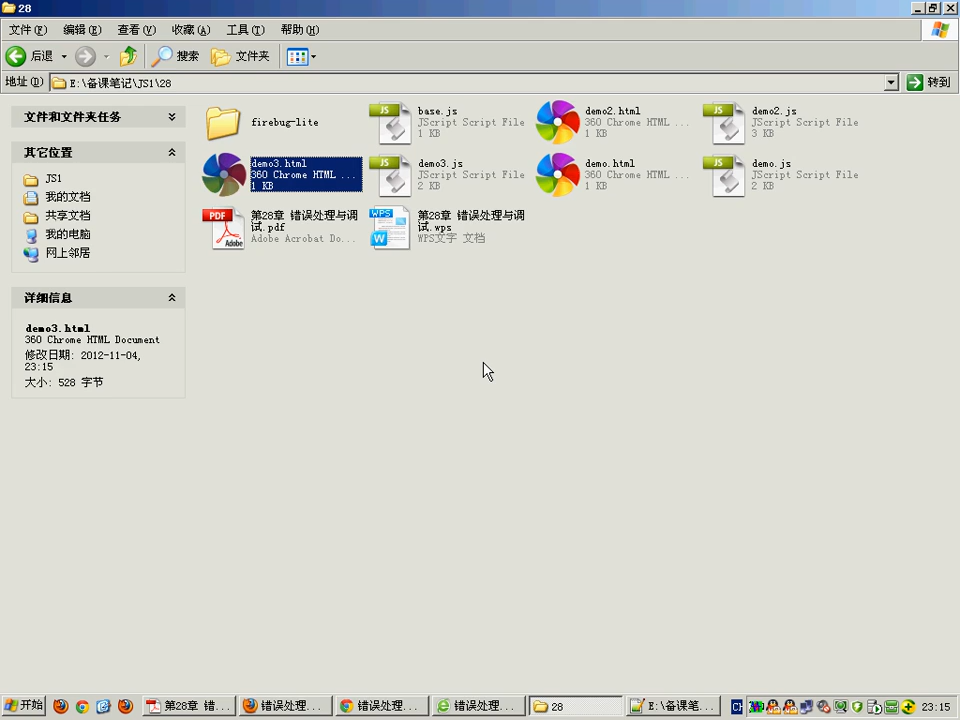 28
文件(F) 编辑(E) 查看(V) 收藏(A) 工具(T) 帮助(H)
后退 搜索 文件夹
地址(D) E:\备课笔记\JS1\28 转到
文件和文件夹任务
其它位置
JS1
我的文档
共享文档
我的电脑
网上邻居
详细信息
demo3.html
360 Chrome HTML Document
修改日期: 2012-11-04,
23:15
大小: 528 字节
firebug-lite
JS
base.js
JScript Script File
1 KB
demo2.html
360 Chrome HTML ...
1 KB
JS
demo2.js
JScript Script File
3 KB
demo3.html
360 Chrome HTML ...
1 KB
JS
demo3.js
JScript Script File
2 KB
demo.html
360 Chrome HTML ...
1 KB
JS
demo.js
JScript Script File
2 KB
PDF
Adobe
第28章 错误处理与调
试.pdf
Adobe Acrobat Do...
WPS
W
第28章 错误处理与调
试.wps
WPS文字 文档
开始 第28章 错... 错误处理... 错误处理... 错误处理... 28 E:\备课笔... CH 23:15